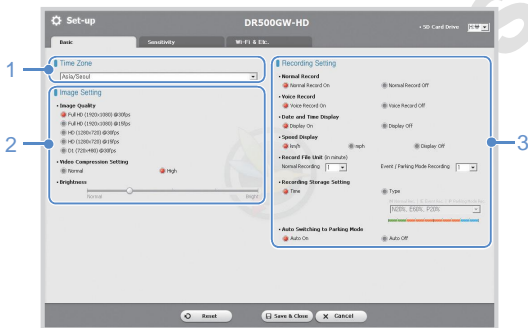 Set-up
DR500GW-HD
• SD Card Drive
Basic
Sensitivity
Wi-Fi & Etc.
1
Time Zone
Asia/Seoul
Image Setting
• Image Quality
Full HD (1920x1080) @30fps
Full HD (1920x1080) @15fps
HD (1280x720) @30fps
HD (1280x720) @15fps
D1 (720x480) @30fps
2
• Video Compression Setting
Normal
High
• Brightness
Normal
Bright
Recording Setting
• Normal Record
Normal Record On
Normal Record Off
• Voice Record
Voice Record On
Voice Record Off
• Date and Time Display
Display On
Display Off
• Speed Display
km/h
mph
Display Off
3
• Record File Unit (in minute)
Normal Recording
1
Event / Parking Mode Recording
1
• Recording Storage Setting
Time
Type
N20%, E60%, P20%
• Auto Switching to Parking Mode
Auto On
Auto Off
Reset
Save & Close
X Cancel